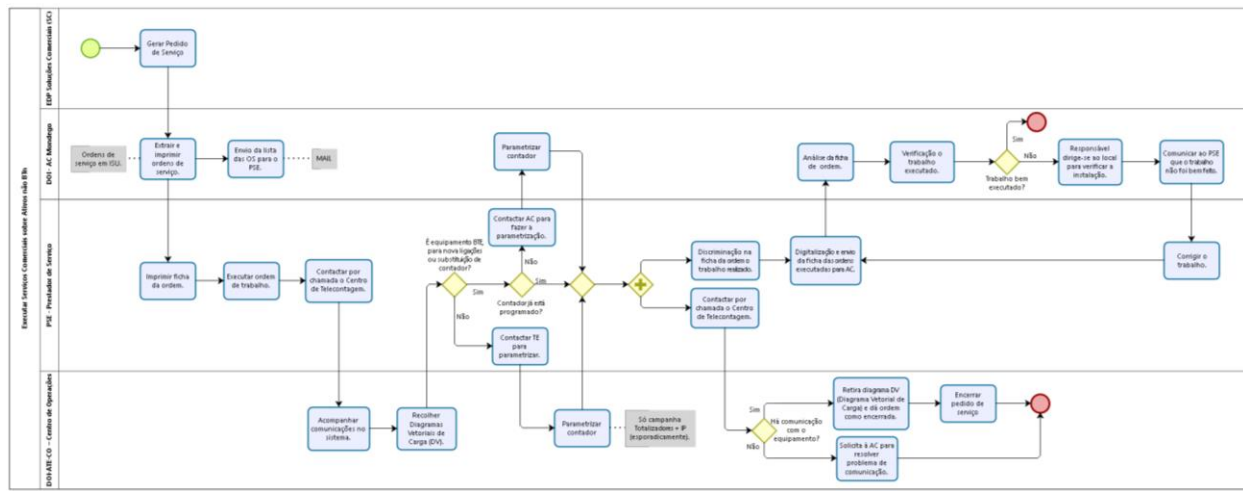 Executar Serviços Comerciais sobre Ativos não BTN
EDP Soluções Comerciais (SC)
Gerar Pedido
de Serviço
DOI - AC Mondego
Ordens de
serviço em ISU.
Extrair e
imprimir
ordens de
serviço.
Envio da lista
das OS para o
PSE.
MAIL
Parametrizar
contador
Análise da ficha
de ordem.
Verificação o
trabalho
executado.
Sim
Não
Trabalho bem
executado?
Responsável
dirige-se ao local
para verificar a
instalação.
Comunicar ao PSE
que o trabalho
não foi bem feito.
PSE - Prestador de Serviço
Imprimir ficha
da ordem.
Executar ordem
de trabalho.
Contactar por
chamada o Centro
de Telecontagem.
É equipamento BTE,
para nova ligações
ou substituição de
contador?
Sim
Não
Contactar AC para
fazer a
parametrização.
Não
Sim
Contador já está
programado?
Contactar TE
para
parametrizar.
Discriminação na
ficha da ordem o
trabalho realizado.
Contactar por
chamada o Centro
de Telecontagem.
Digitalização e envio
da ficha das ordens
executadas para AC.
Corrigir o
trabalho.
DOI-ATE-CO – Centro de Operações
Acompanhar
comunicações no
sistema.
Recolher
Diagramas
Vetoriais de
Carga (DV).
Parametrizar
contador
Só campanha
Totalizadores + IP
(esporadicamente).
Sim
Há comunicação
com o
equipamento?
Não
Retira diagrama DV
(Diagrama Vetorial de
Carga) e dá ordem
como encerrada.
Encerrar
pedido de
serviço
Solicita à AC para
resolver
problema de
comunicação.